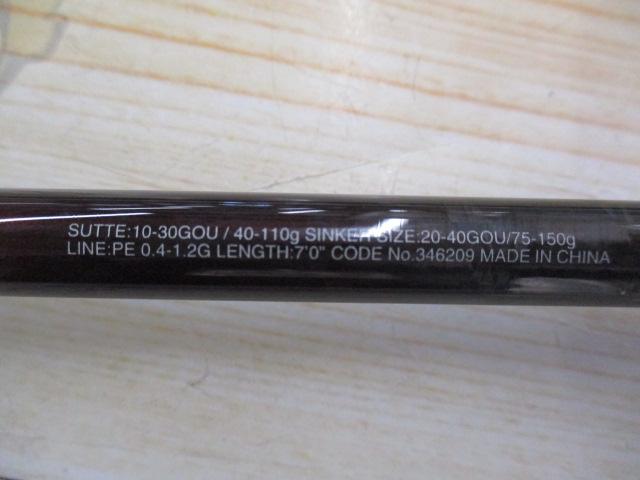 SUTTE:10-30GOU / 40-110g SINKER SIZE:20-40GOU/75-150g
LINE:PE 0.4-1.2G LENGTH:7'0" CODE No.346209 MADE IN CHINA